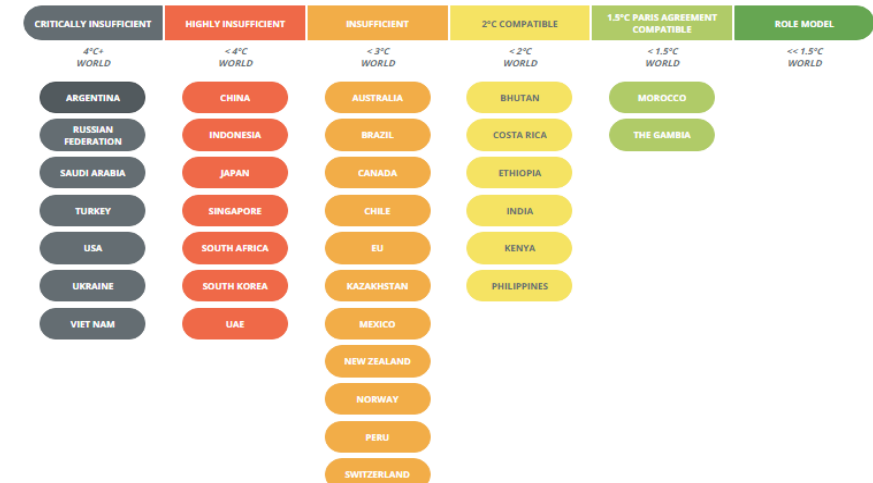 CRITICALLY INSUFFICIENT
HIGHLY INSUFFICIENT
INSUFFICIENT
2°C COMPATIBLE
1.5°C PARIS AGREEMENT
COMPATIBLE
ROLE MODEL
4°C+
WORLD
< 4°C
WORLD
< 3°C
WORLD
< 2°C
WORLD
< 1.5°C
WORLD
<< 1.5°C
WORLD
ARGENTINA
RUSSIAN
FEDERATION
SAUDI ARABIA
TURKEY
USA
UKRAINE
VIET NAM
CHINA
INDONESIA
JAPAN
SINGAPORE
SOUTH AFRICA
SOUTH KOREA
UAE
AUSTRALIA
BRAZIL
CANADA
CHILE
EU
KAZAKHSTAN
MEXICO
NEW ZEALAND
NORWAY
PERU
SWITZERLAND
BHUTAN
COSTA RICA
ETHIOPIA
INDIA
KENYA
PHILIPPINES
MOROCCO
THE GAMBIA